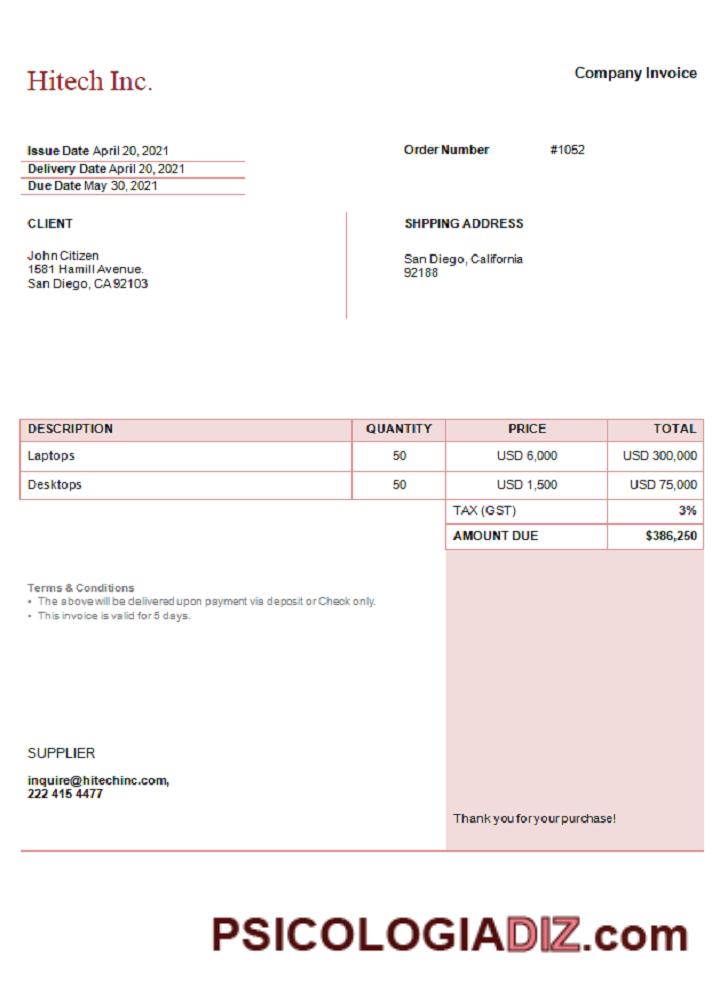 Hitech Inc.
Company Invoice
Issue Date April 20, 2021
Delivery Date April 20, 2021
Due Date May 30, 2021
Order Number #1052
CLIENT
John Citizen
1581 Hamill Avenue.
San Diego, CA 92103
SHPPING ADDRESS
San Diego, California
92188
DESCRIPTION QUANTITY PRICE TOTAL
Laptops 50 USD 6,000 USD 300,000
Desktops 50 USD 1,500 USD 75,000
TAX (GST) 3%
AMOUNT DUE $386,250
Terms & Conditions
• The above will be delivered upon payment via deposit or Check only.
• This invoice is valid for 5 days.
SUPPLIER
inquire@hitechinc.com,
222 415 4477
Thank you for your purchase!
PSICOLOGIADIZ.com